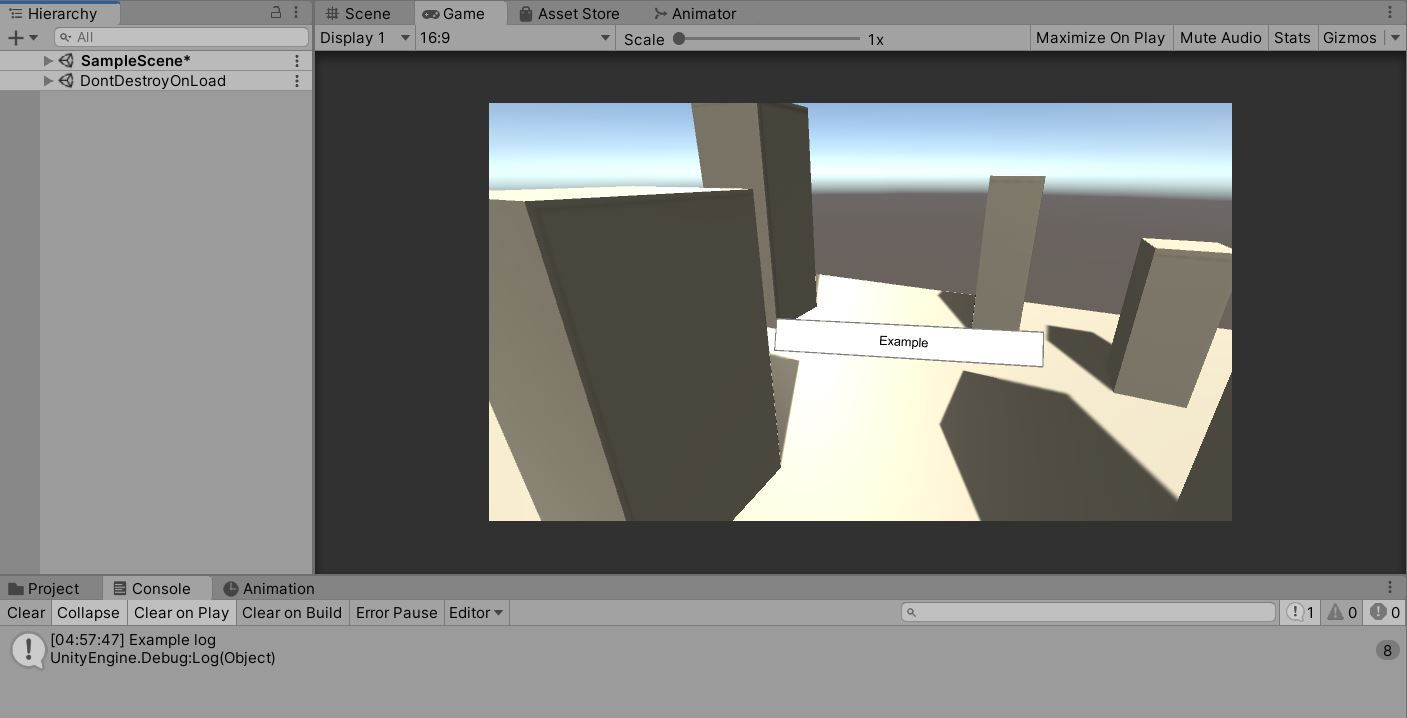 Hierarchy
All
SampleScene*
DontDestroyOnLoad
Scene Game Asset Store Animator
Display 1 16:9 Scale 1x Maximize On Play Mute Audio Stats Gizmos
Example
Project Console Animation
Clear Collapse Clear on Play Clear on Build Error Pause Editor 1 0 0
[04:57:47] Example log
UnityEngine.Debug:Log(Object)
8